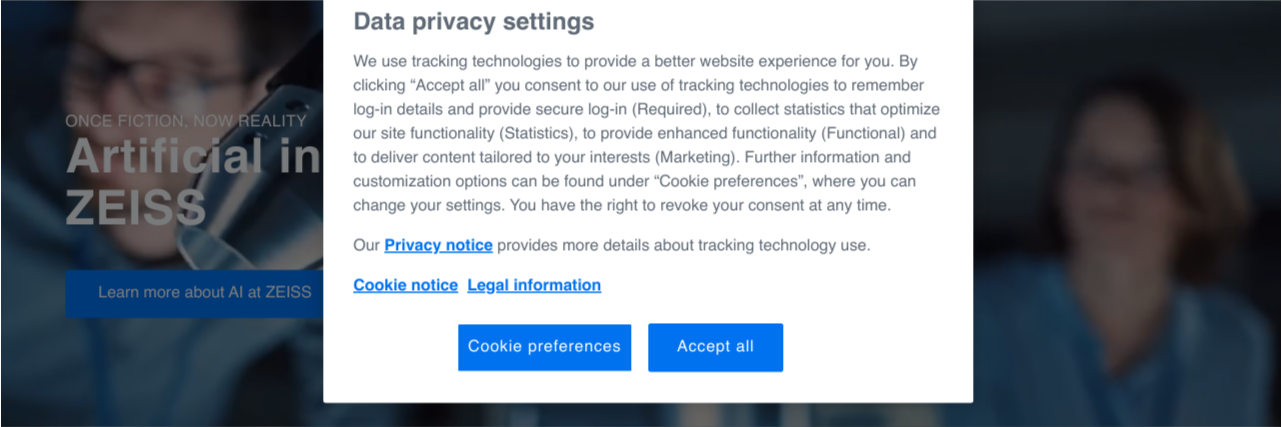 Data privacy settings
We use tracking technologies to provide a better website experience for you. By
clicking “Accept all” you consent to our use of tracking technologies to remember
log-in details and provide secure log-in (Required), to collect statistics that optimize
our site functionality (Statistics), to provide enhanced functionality (Functional) and
to deliver content tailored to your interests (Marketing). Further information and
customization options can be found under “Cookie preferences”, where you can
change your settings. You have the right to revoke your consent at any time.
Our Privacy notice provides more details about tracking technology use.
Cookie notice Legal information
Cookie preferences Accept all
ONCE FICTION, NOW REALITY
Artificial in
ZEISS
Learn more about AI at ZEISS